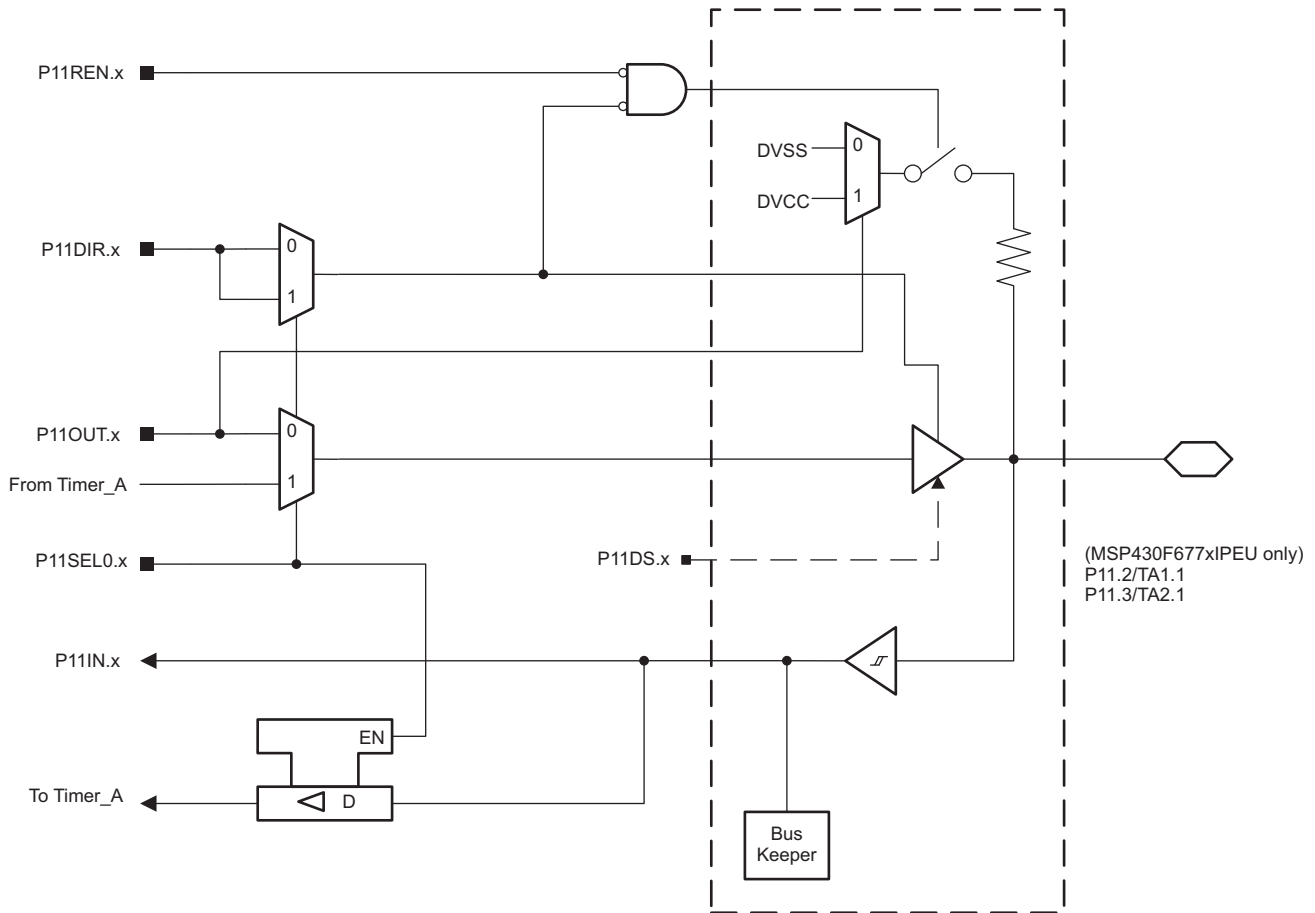 P11REN.x
DVSS
0
DVCC
1
P11DIR.x
0
1
P11OUT.x
0
From Timer_A
1
P11SEL0.x
P11DS.x
(MSP430F677xIPEU only)
P11.2/TA1.1
P11.3/TA2.1
P11IN.x
EN
To Timer_A
D
Bus
Keeper